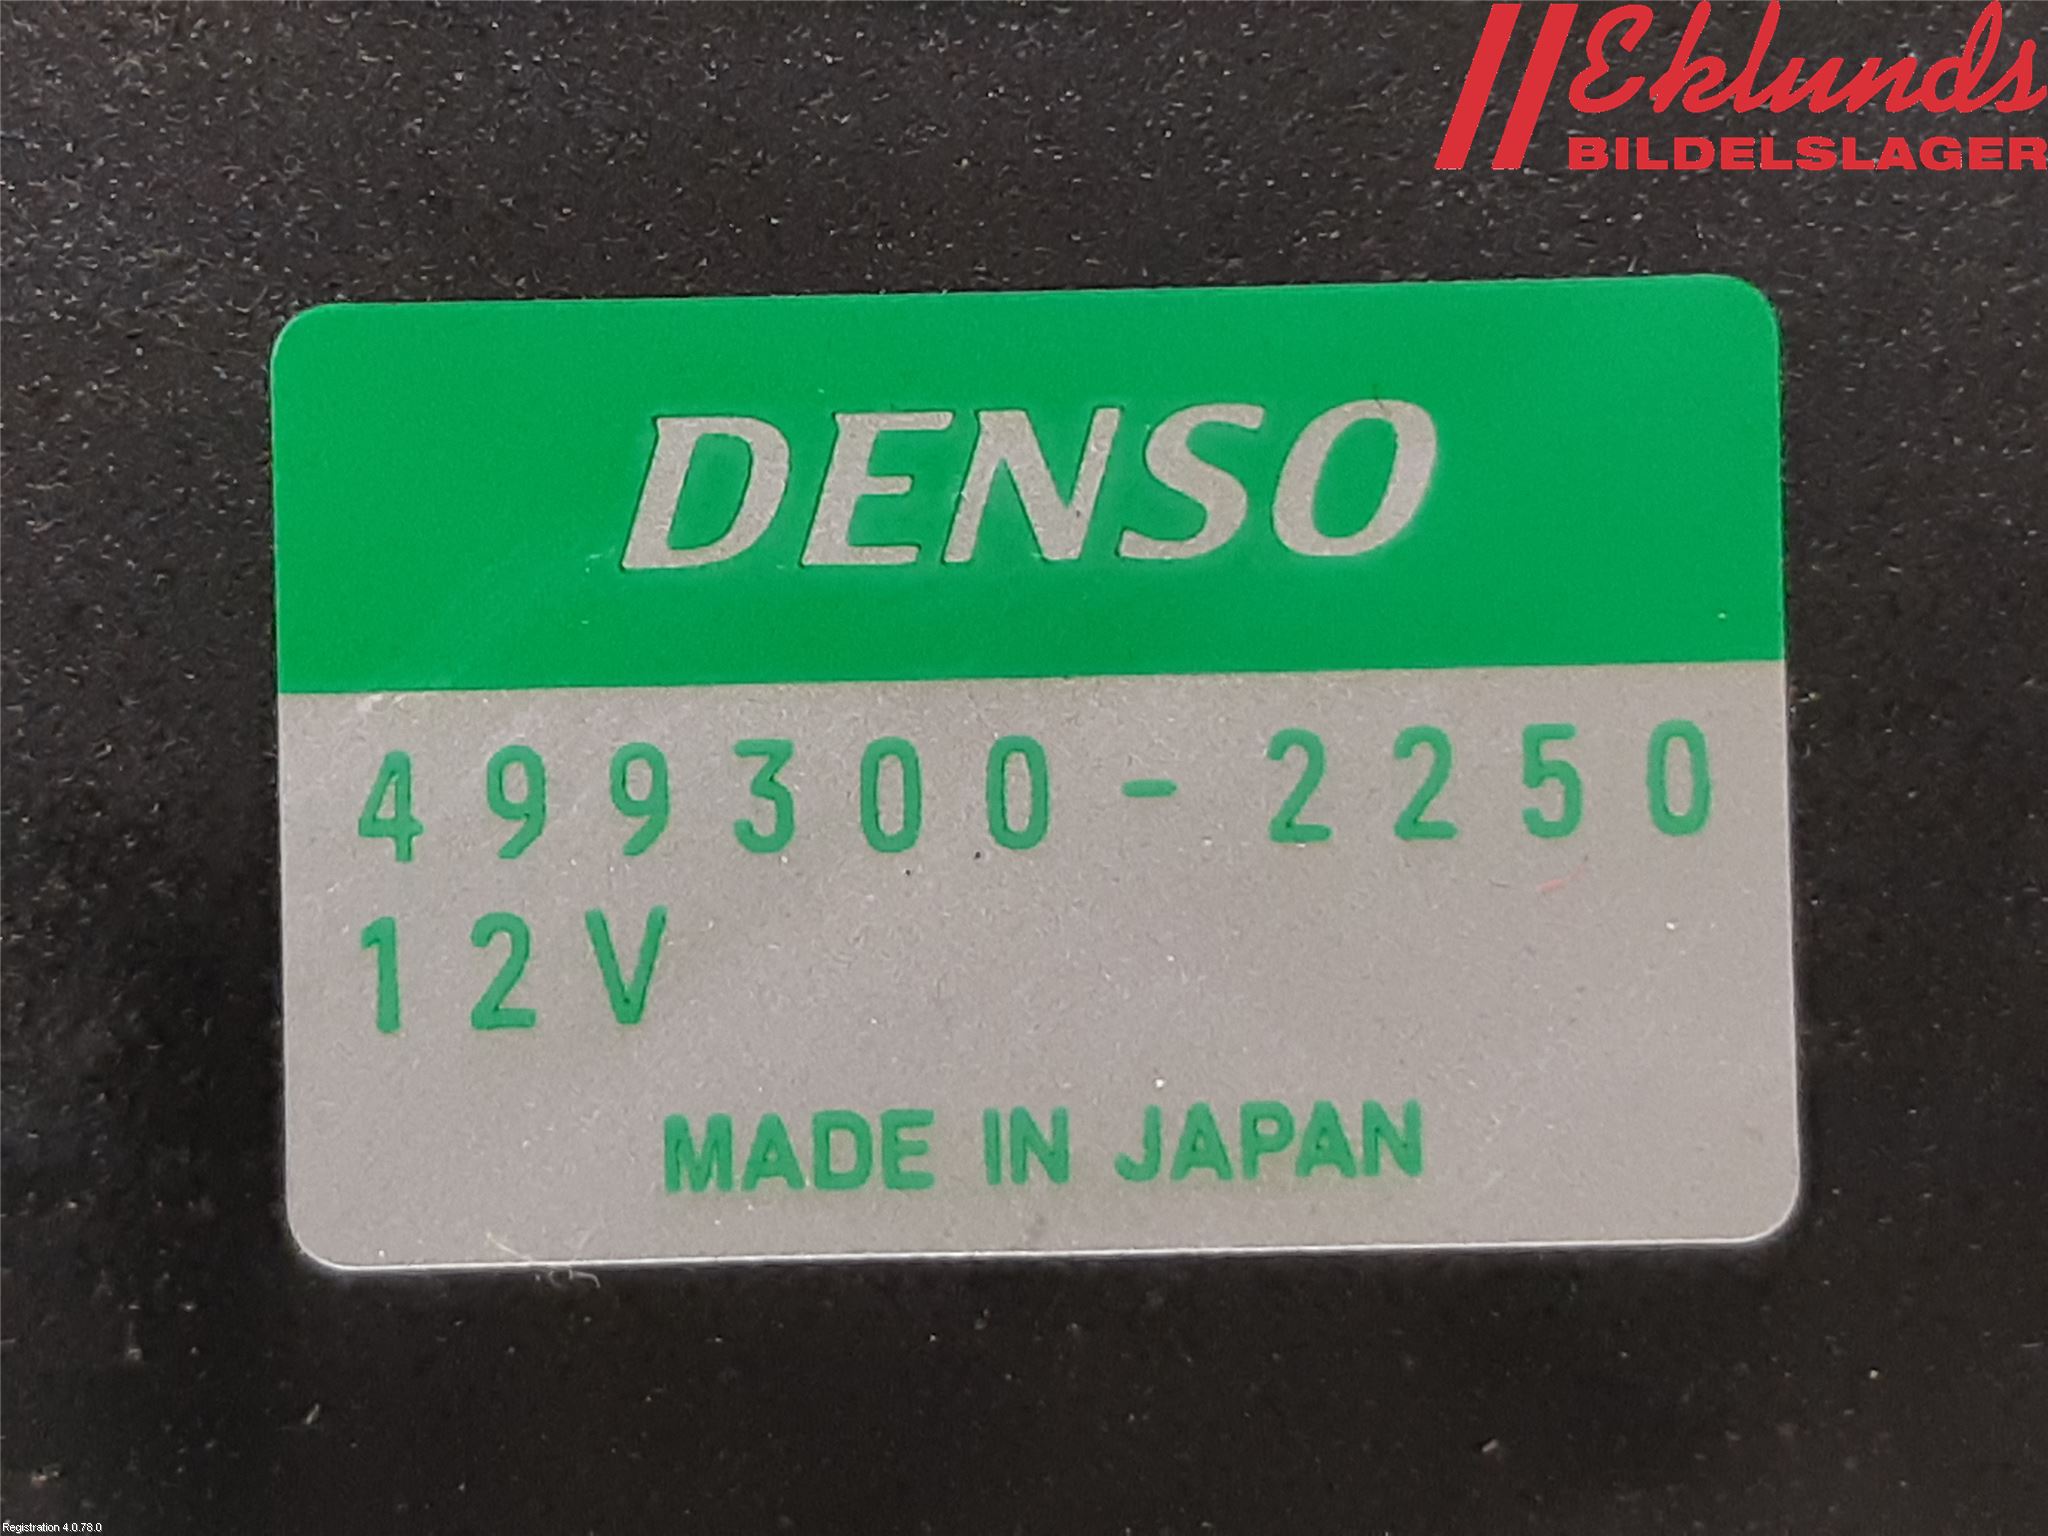 Eklunds
BILDELSLAGER
DENSO
499300-2250
12V
MADE IN JAPAN
Registration 4.0.78.0